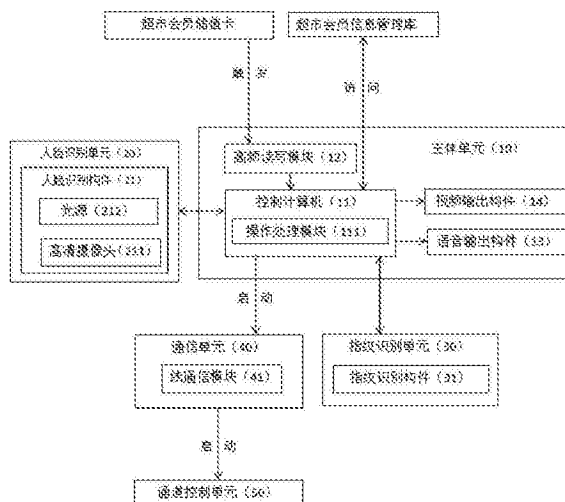 超市会员储值卡
超市会员信息管理库
触发
访问
人脸识别单元（20）
人脸识别构件（21）
光源（212）
高清摄像头（211）
主体单元（10）
高频读写模块（12）
控制计算机（11）
操作处理模块（111）
视频输出构件（14）
语音输出构件（13）
启动
通信单元（40）
线通信模块（41）
指纹识别单元（30）
指纹识别构件（31）
启动
通道控制单元（50）